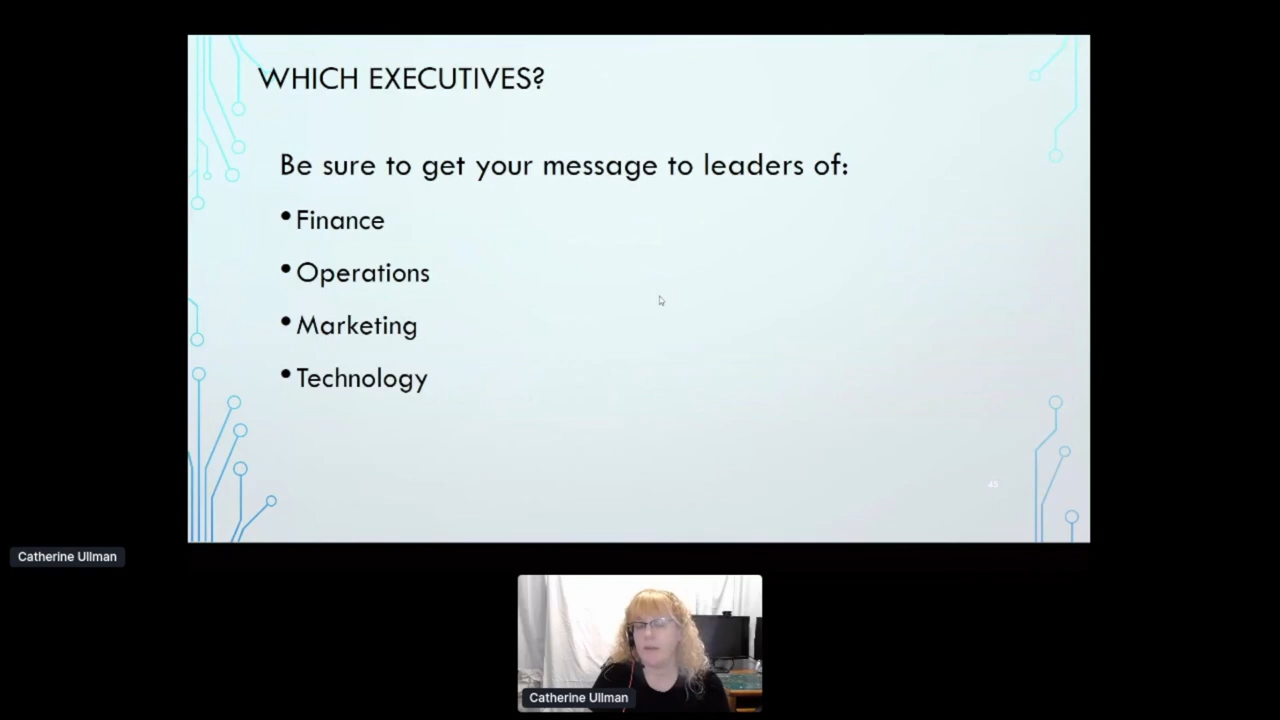 WHICH EXECUTIVES?
Be sure to get your message to leaders of:
•Finance
•Operations
•Marketing
•Technology
43
Catherine Ullman
Catherine Ullman